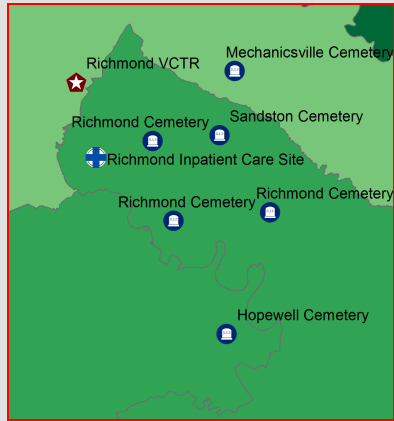 Mechanicsville Cemetery
Richmond VCTR
Sandston Cemetery
Richmond Cemetery
Richmond Inpatient Care Site
Richmond Cemetery
Richmond Cemetery
Hopewell Cemetery